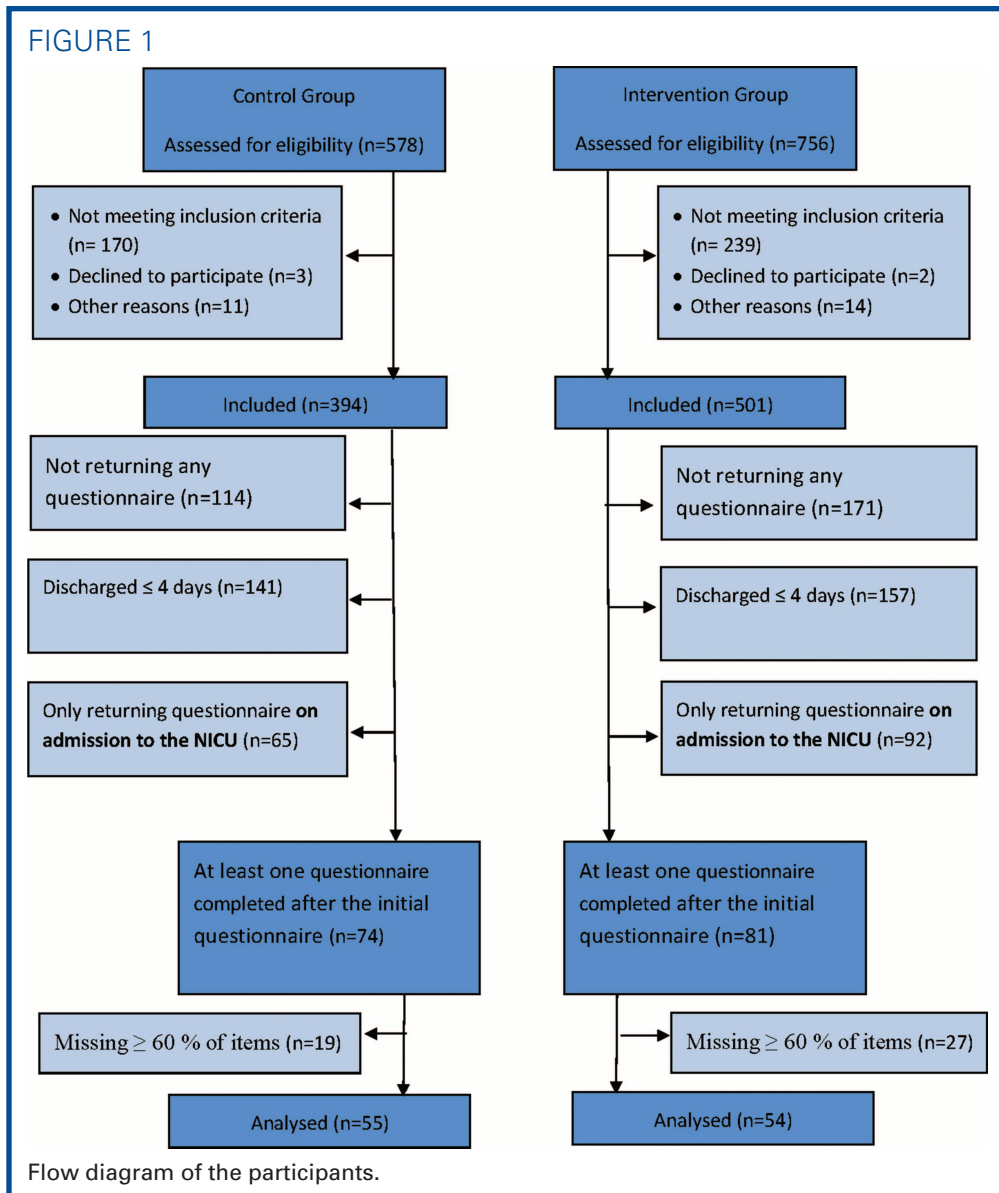 FIGURE 1
Control Group
Assessed for eligibility (n=578)
Intervention Group
Assessed for eligibility (n=756)
• Not meeting inclusion criteria
(n= 170)
• Declined to participate (n=3)
• Other reasons (n=11)
• Not meeting inclusion criteria
(n= 239)
• Declined to participate (n=2)
• Other reasons (n=14)
Included (n=394)
Included (n=501)
Not returning any
questionnaire (n=114)
Not returning any
questionnaire (n=171)
Discharged ≤ 4 days (n=141)
Discharged ≤ 4 days (n=157)
Only returning questionnaire on
admission to the NICU (n=65)
Only returning questionnaire on
admission to the NICU (n=92)
At least one questionnaire
completed after the initial
questionnaire (n=74)
At least one questionnaire
completed after the initial
questionnaire (n=81)
Missing ≥ 60 % of items (n=19)
Missing ≥ 60 % of items (n=27)
Analysed (n=55)
Analysed (n=54)
Flow diagram of the participants.